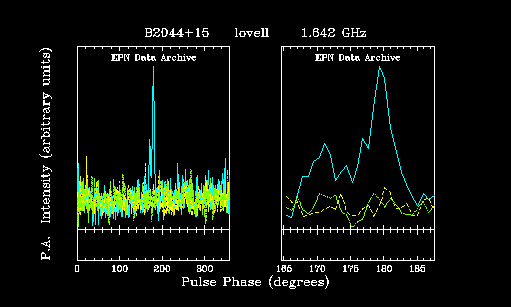 B2044+15 lovell 1.642 GHz
EPN Data Archive EPN Data Archive
P.A. Intensity (arbitrary units)
0 100 200 300 165 170 175 180 185
Pulse Phase (degrees)